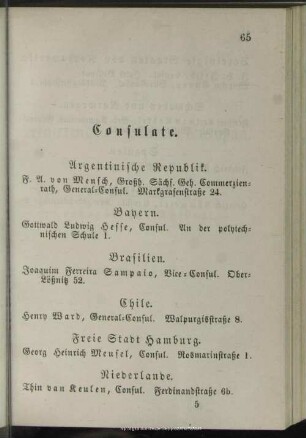 65
Consulate.
Argentinische Republik.
F. A. von Mensch, Großh. Sächs. Geh. Commerzien-
rath, General-Consul. Markgrafenstraße 24.
Bayern.
Gottwald Ludwig Hesse, Consul. An der polytech-
nischen Schule 1.
Brasilien.
Joaquim Ferreira Sampaio, Vice-Consul. Ober-
Lößnitz 52.
Chile.
Henry Ward, General-Consul. Walpurgisstraße 8.
Freie Stadt Hamburg.
Georg Heinrich Meusel, Consul. Rosmarinstraße 1.
Niederlande.
Thin van Keulen, Consul. Ferdinandstraße 6b.
5